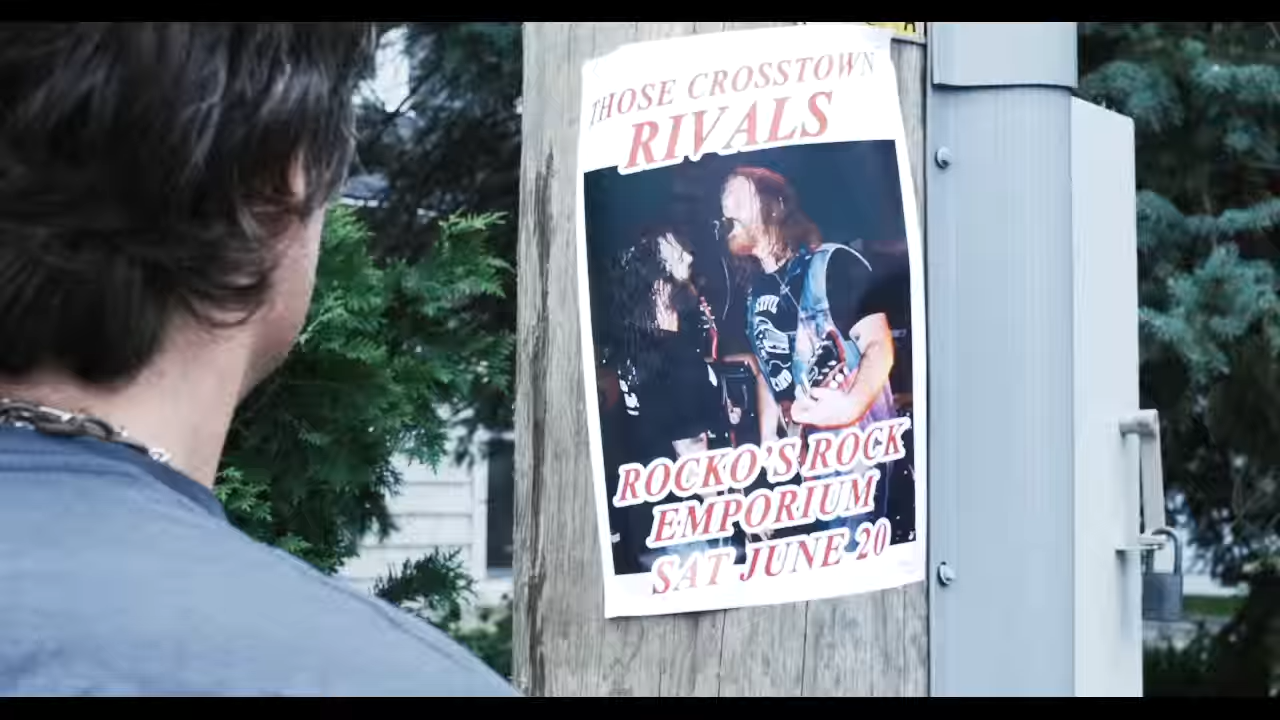 THOSE CROSSTOWN
RIVALS
ROCKO'S ROCK
EMPORIUM
SAT JUNE 20